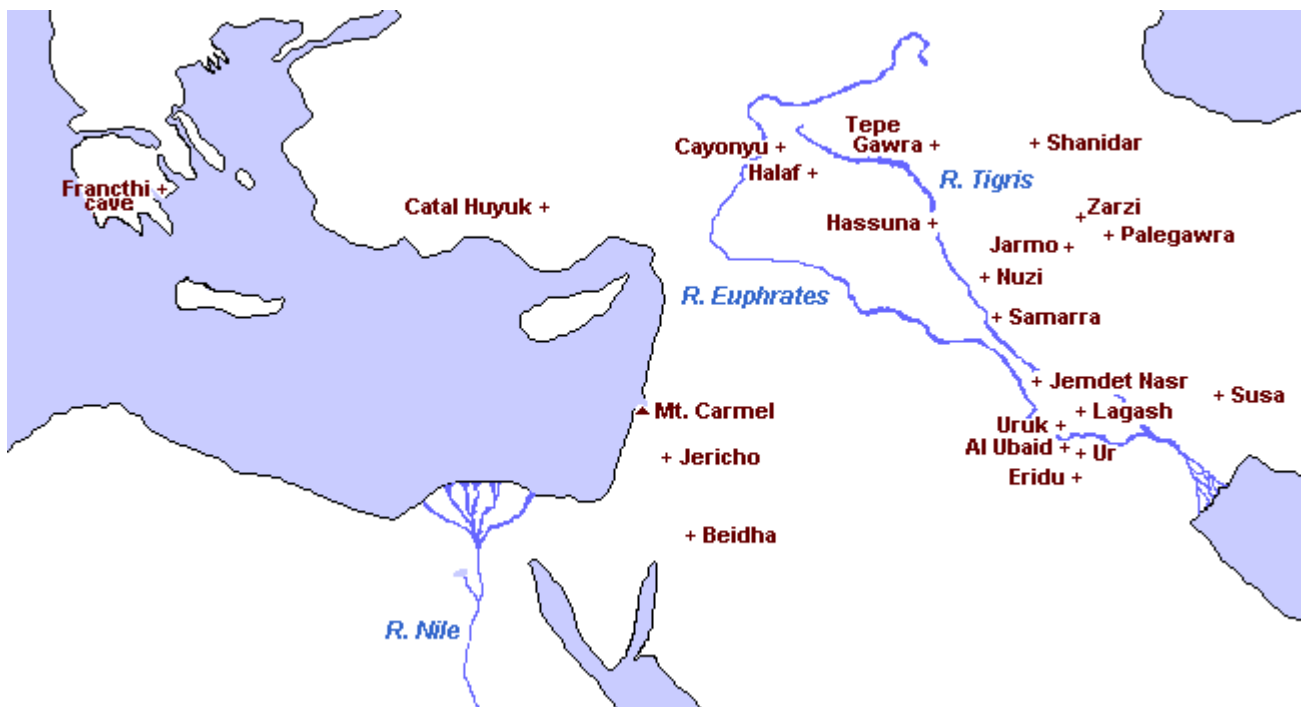 Tepe
Gawra
Cayonyu
Shanidar
Halaf
R. Tigris
Francthi
cave
Catal Huyuk
Zarzi
Hassuna
Palegawra
Jarmo
Nuzi
R. Euphrates
Samarra
Jemdet Nasr
Susa
Mt. Carmel
Lagash
Uruk
Al Ubaid
Ur
Jericho
Eridu
Beidha
R. Nile